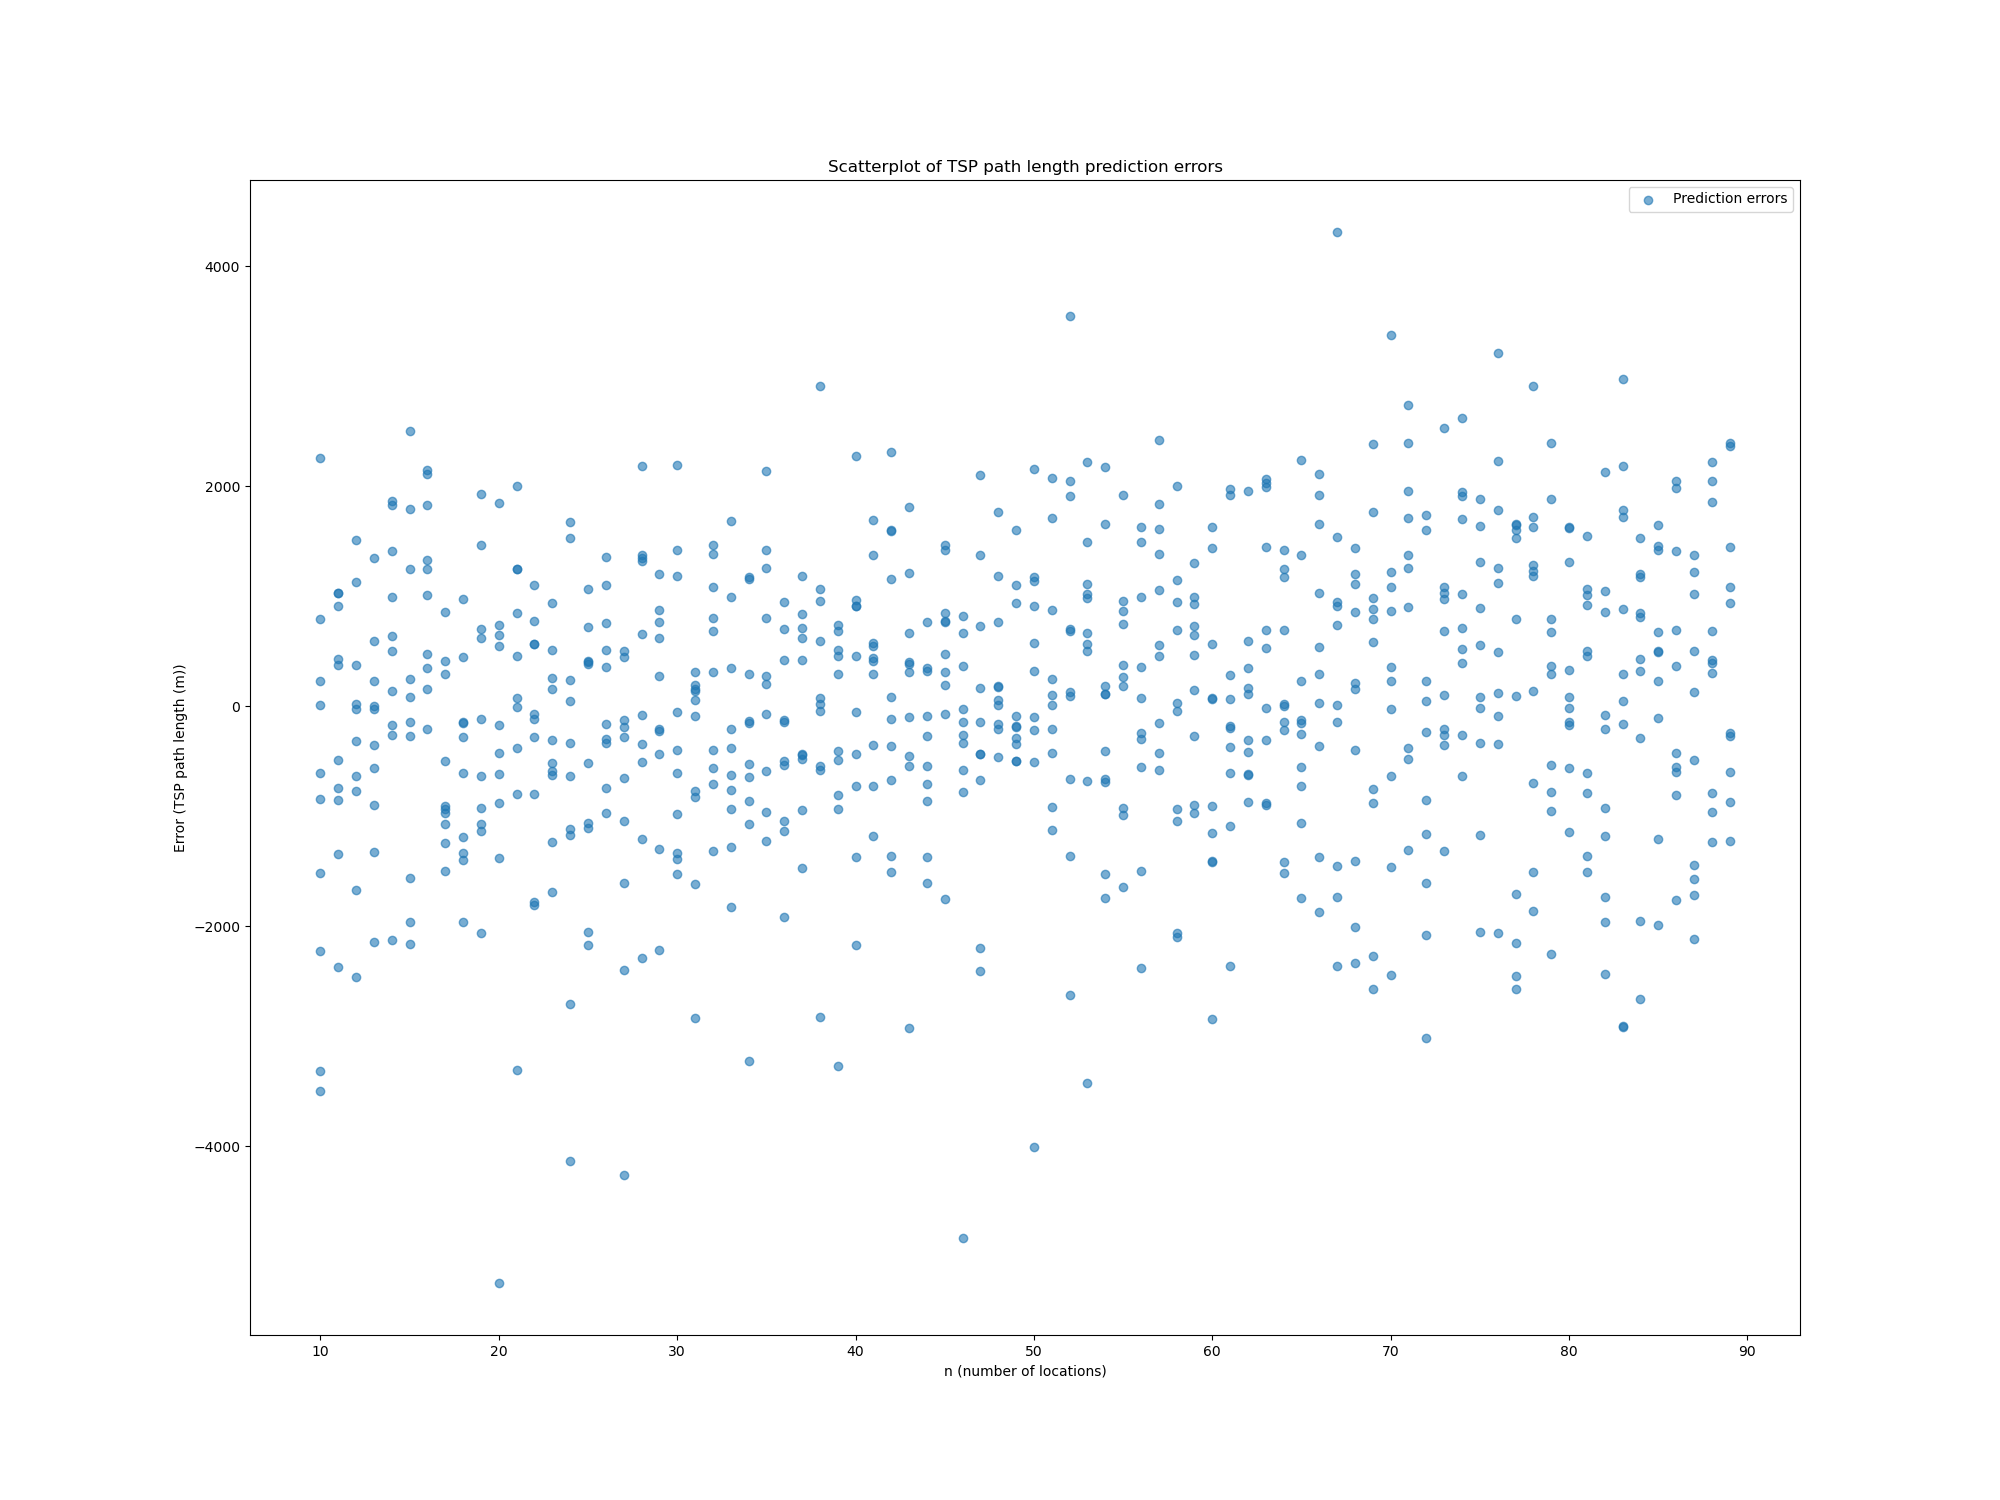 Scatterplot of TSP path length prediction errors
Prediction errors
Error (TSP path length (m))
4000
2000
0
−2000
−4000
10 20 30 40 50 60 70 80 90
n (number of locations)